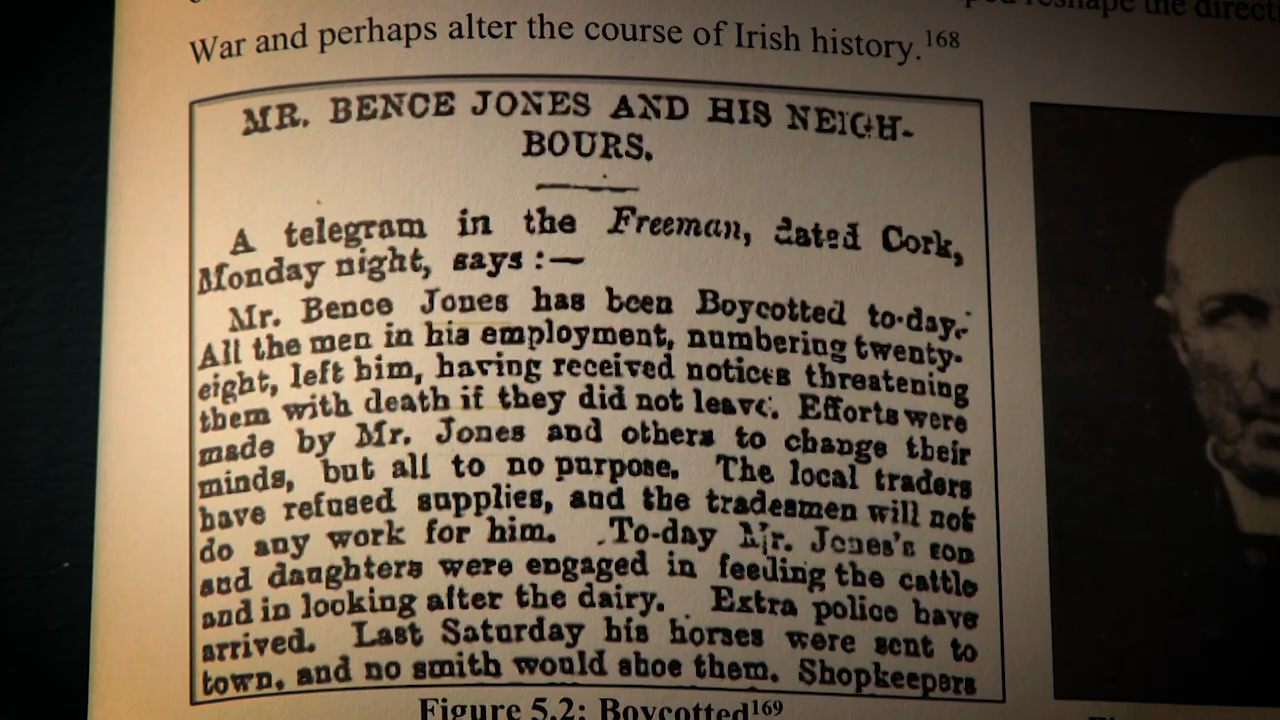 reshape the direct
War and perhaps alter the course of Irish history.168
MR. BENCE JONES AND HIS NEIGH-
BOURS.
A telegram in the Freeman, dated Cork,
Monday night, says :—
Mr. Bence Jones has been Boycotted to-day.
All the men in his employment, numbering twenty-
eight, left him, having received notices threatening
them with death if they did not leave. Efforts were
made by Mr. Jones and others to change their
minds, but all to no purpose. The local traders
have refused supplies, and the tradesmen will not
do any work for him. To-day Mr. Jones's son
and daughters were engaged in feeding the cattle
and in looking after the dairy. Extra police have
arrived. Last Saturday his horses were sent to
town, and no smith would shoe them. Shopkeepers
Figure 5.2: Boycotted169